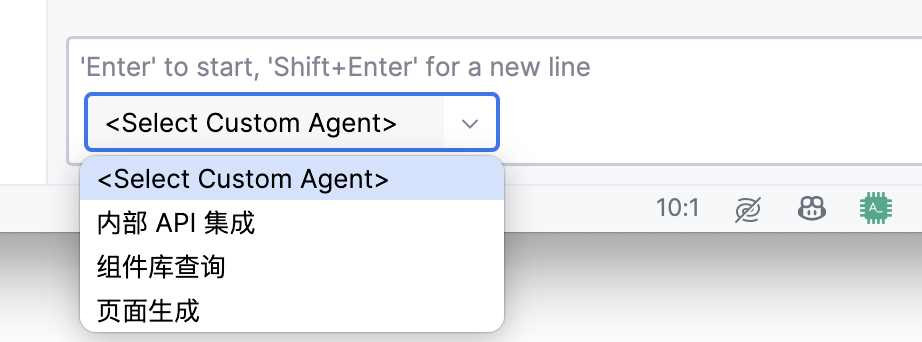 'Enter' to start, 'Shift+Enter' for a new line
<Select Custom Agent>
<Select Custom Agent>
内部 API 集成
10:1
组件库查询
页面生成